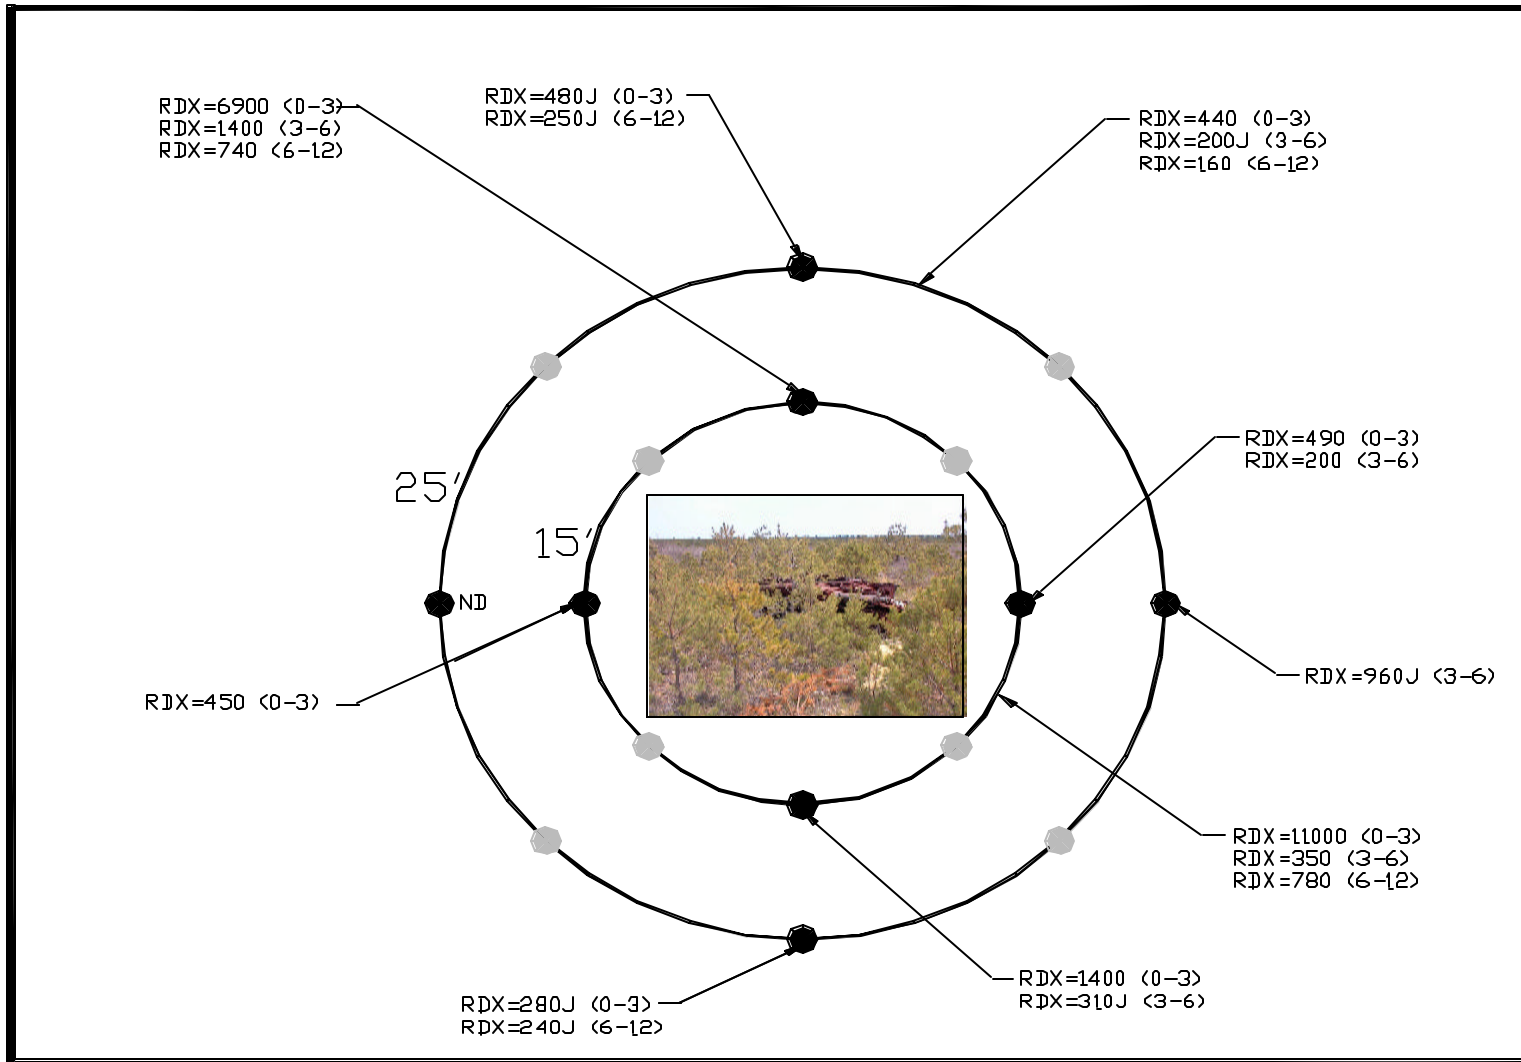 RDX=6900 (0-3)
RDX=1400 (3-6)
RDX=740 (6-12)
RDX=480J (0-3)
RDX=250J (6-12)
RDX=440 (0-3)
RDX=200J (3-6)
RDX=160 (6-12)
RDX=490 (0-3)
RDX=200 (3-6)
25'
15'
ND
RDX=960J (3-6)
RDX=450 (0-3)
RDX=11000 (0-3)
RDX=350 (3-6)
RDX=780 (6-12)
RDX=1400 (0-3)
RDX=310J (3-6)
RDX=280J (0-3)
RDX=240J (6-12)